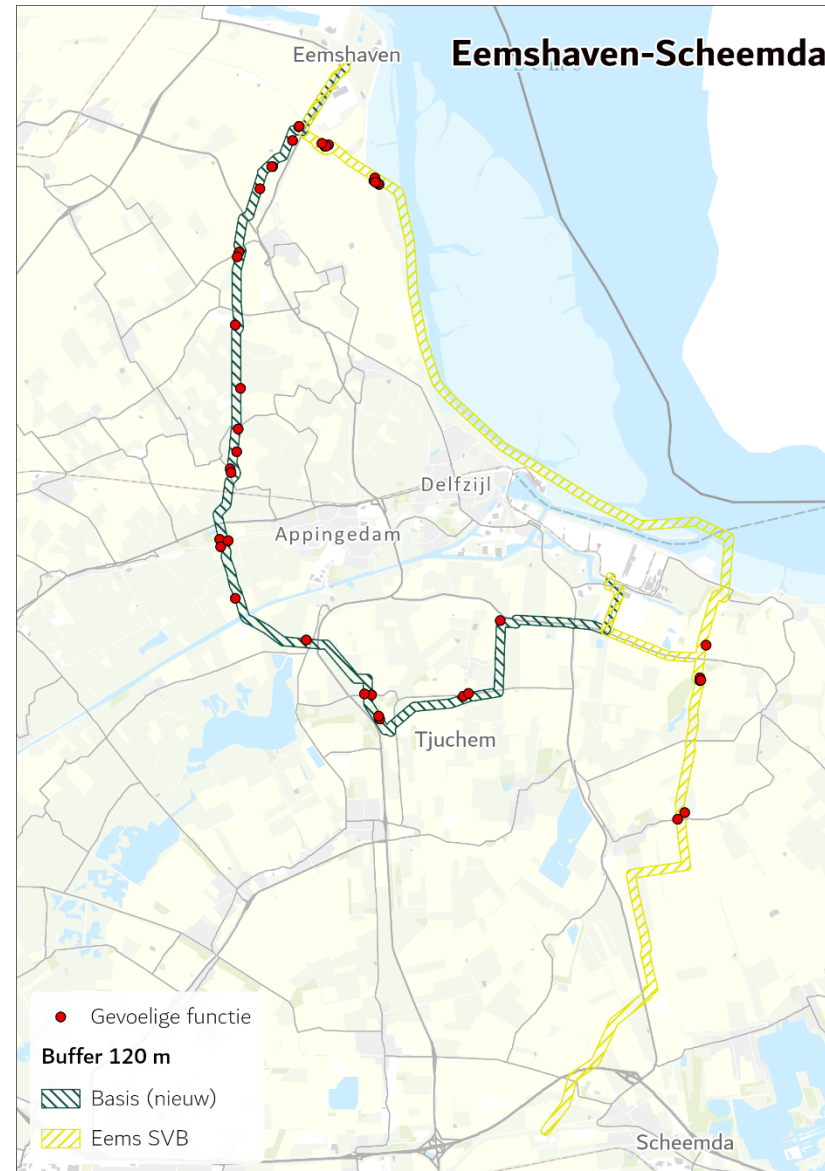 Eemshaven
Eemshaven-Scheemda
Delfzijl
Appingedam
Tjuchem
Gevoelige functie
Buffer 120 m
Basis (nieuw)
Eems SVB
Scheemda